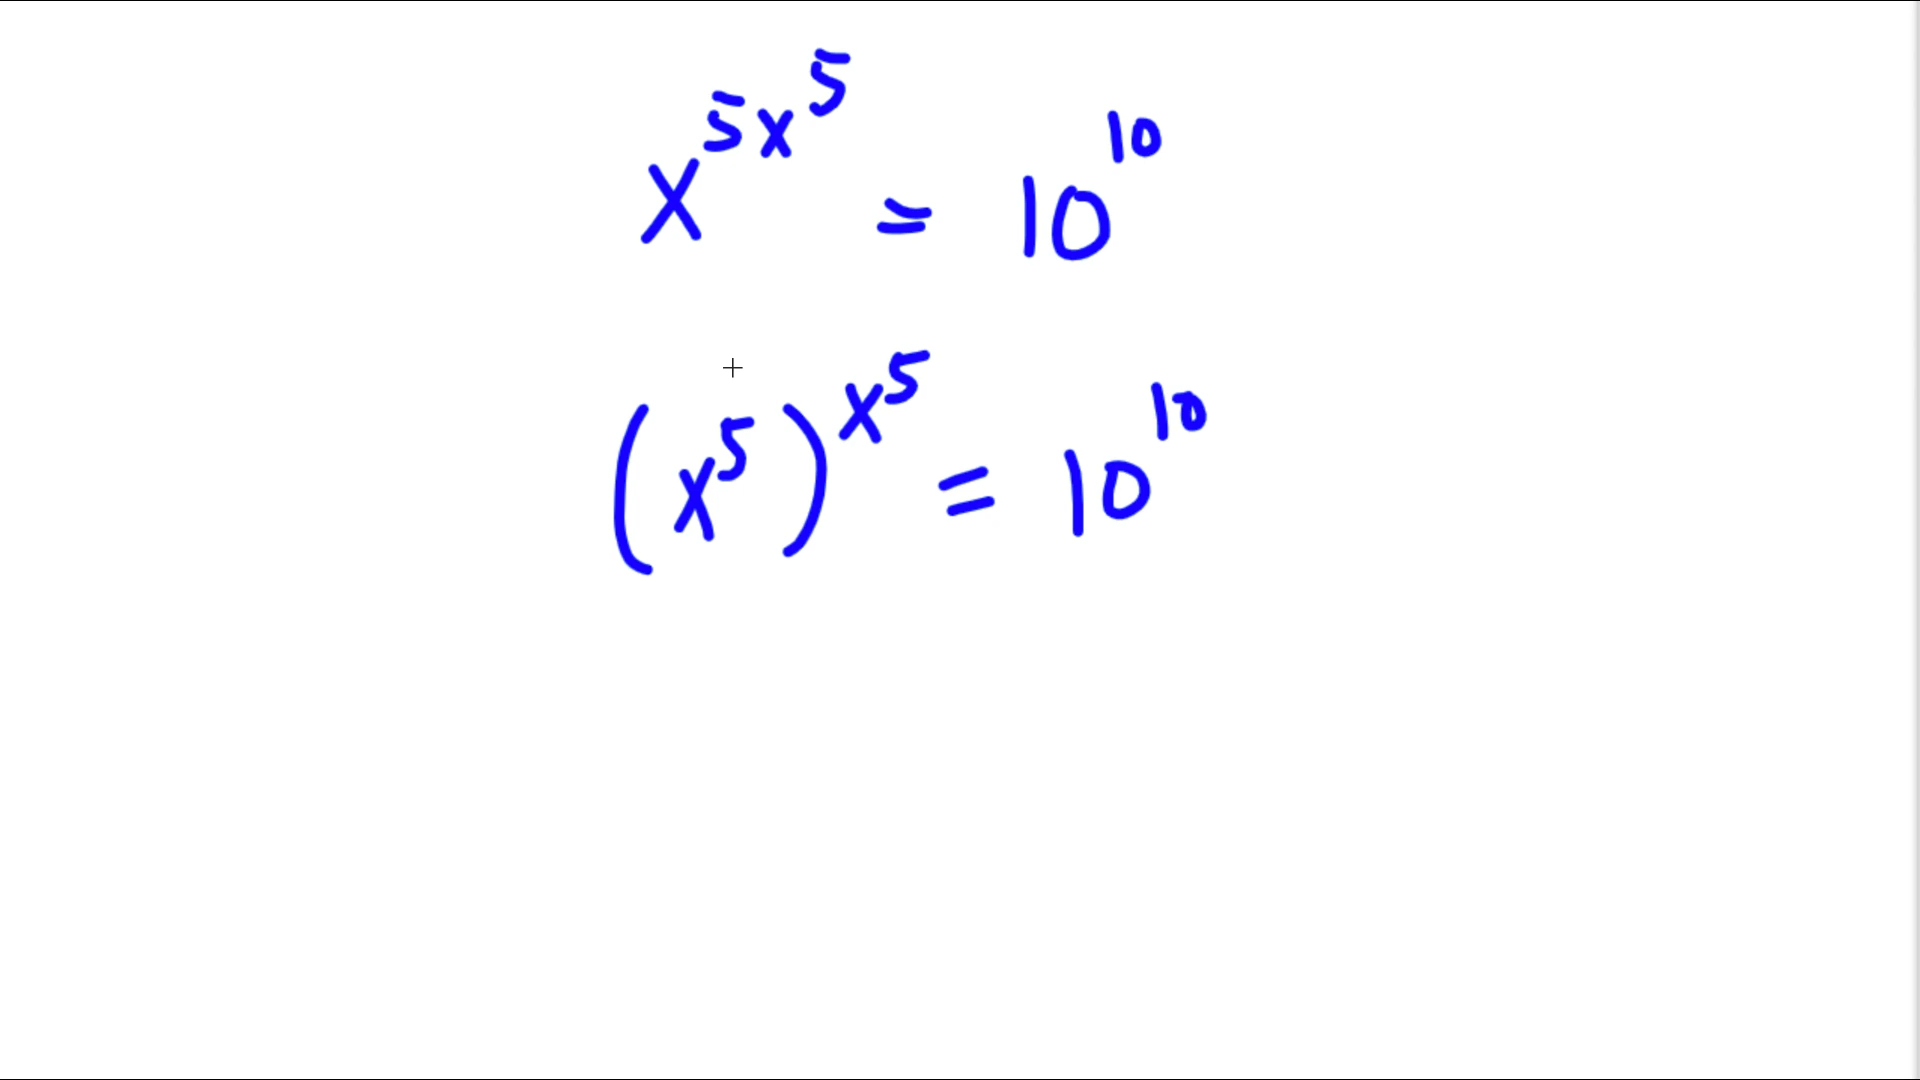 x^{5x^5} = 10^{10}
(x^5)^{x^5} = 10^{10}